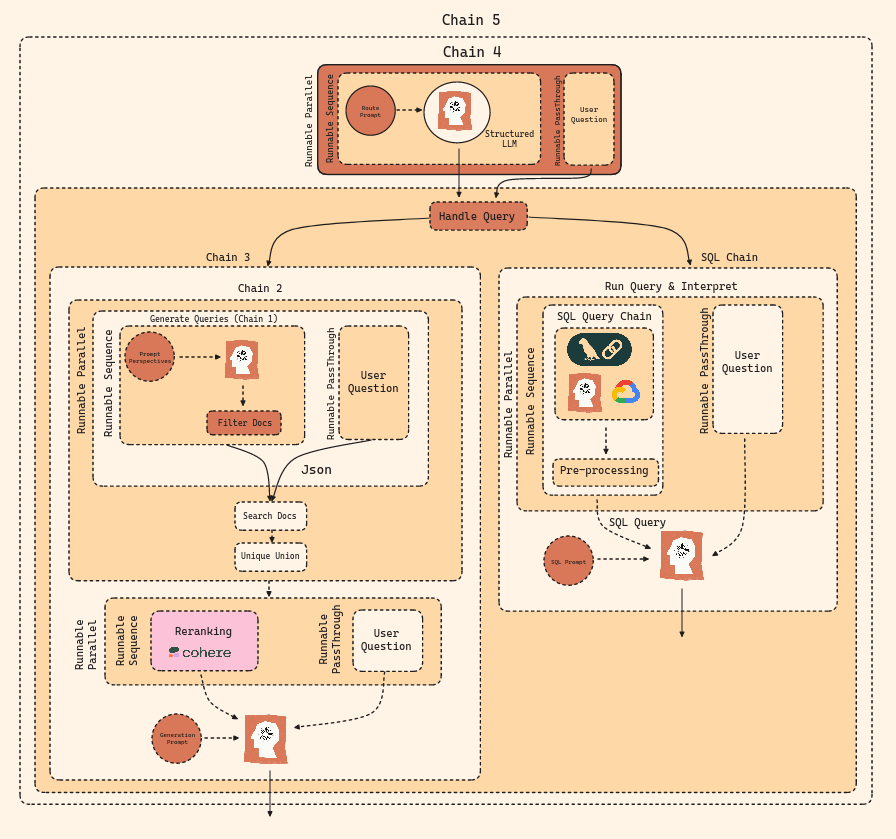 Chain 5
Chain 4
Runnable Parallel
Runnable Sequence
Route
Prompt
Structured
LLM
Runnable PassThrough
User
Question
Handle Query
Chain 3
SQL Chain
Chain 2
Generate Queries (Chain 1)
Runnable Parallel
Runnable Sequence
Prompt
Perspectives
Filter Docs
Runnable PassThrough
User
Question
Json
Search Docs
Unique Union
Runnable
Parallel
Runnable
Sequence
Reranking
cohere
Runnable
PassThrough
User
Question
Generation
Prompt
Run Query & Interpret
Runnable Parallel
Runnable Sequence
SQL Query Chain
Pre-processing
Runnable PassThrough
User
Question
SQL Query
SQL Prompt